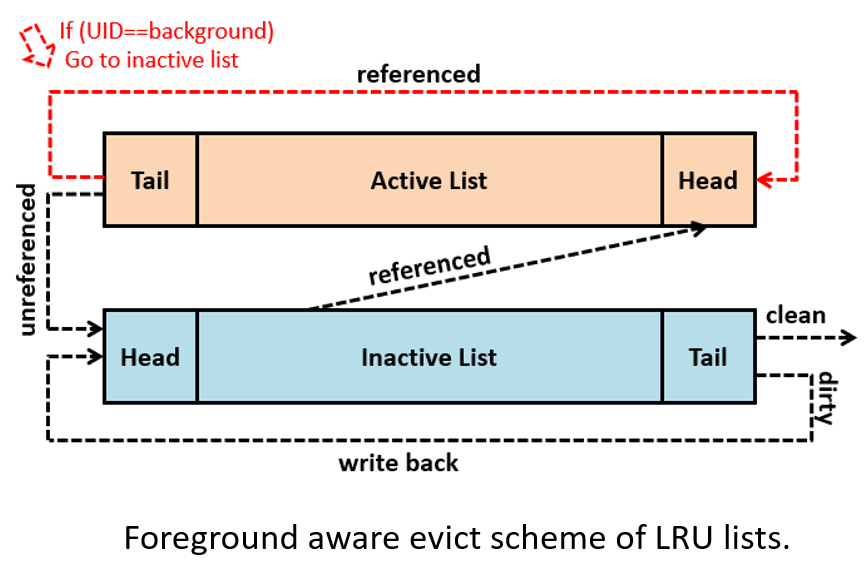 If (UID==background)
Go to inactive list
referenced
Tail
Active List
Head
unreferenced
referenced
clean
Head
Inactive List
Tail
dirty
write back
Foreground aware evict scheme of LRU lists.